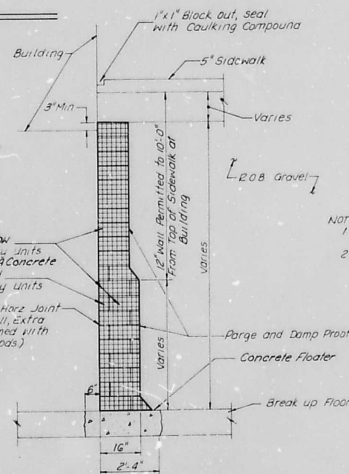 1"x1" Block out, seal
with Caulking Compound
Building
5" Sidewalk
3" Min
Varies
R.O.B. Gravel
12" Wall Permitted to 10'-0"
From Top of Sidewalk at
Building
Varies
NOT
1
2
units
Concrete
units
Horz Joint
Extra
with
Parge and Damp Proof
Varies
Concrete Floater
6"
Break up Floor
16"
2'-4"